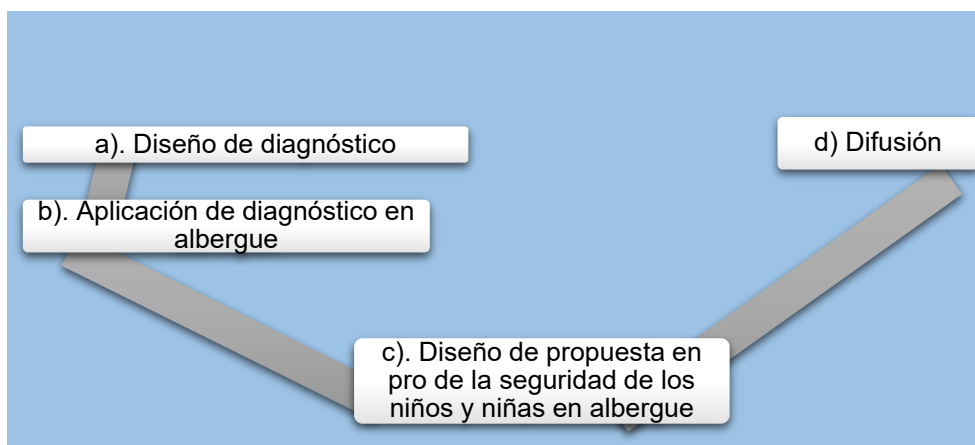 a). Diseño de diagnóstico
b). Aplicación de diagnóstico en
albergue
c). Diseño de propuesta en
pro de la seguridad de los
niños y niñas en albergue
d) Difusión